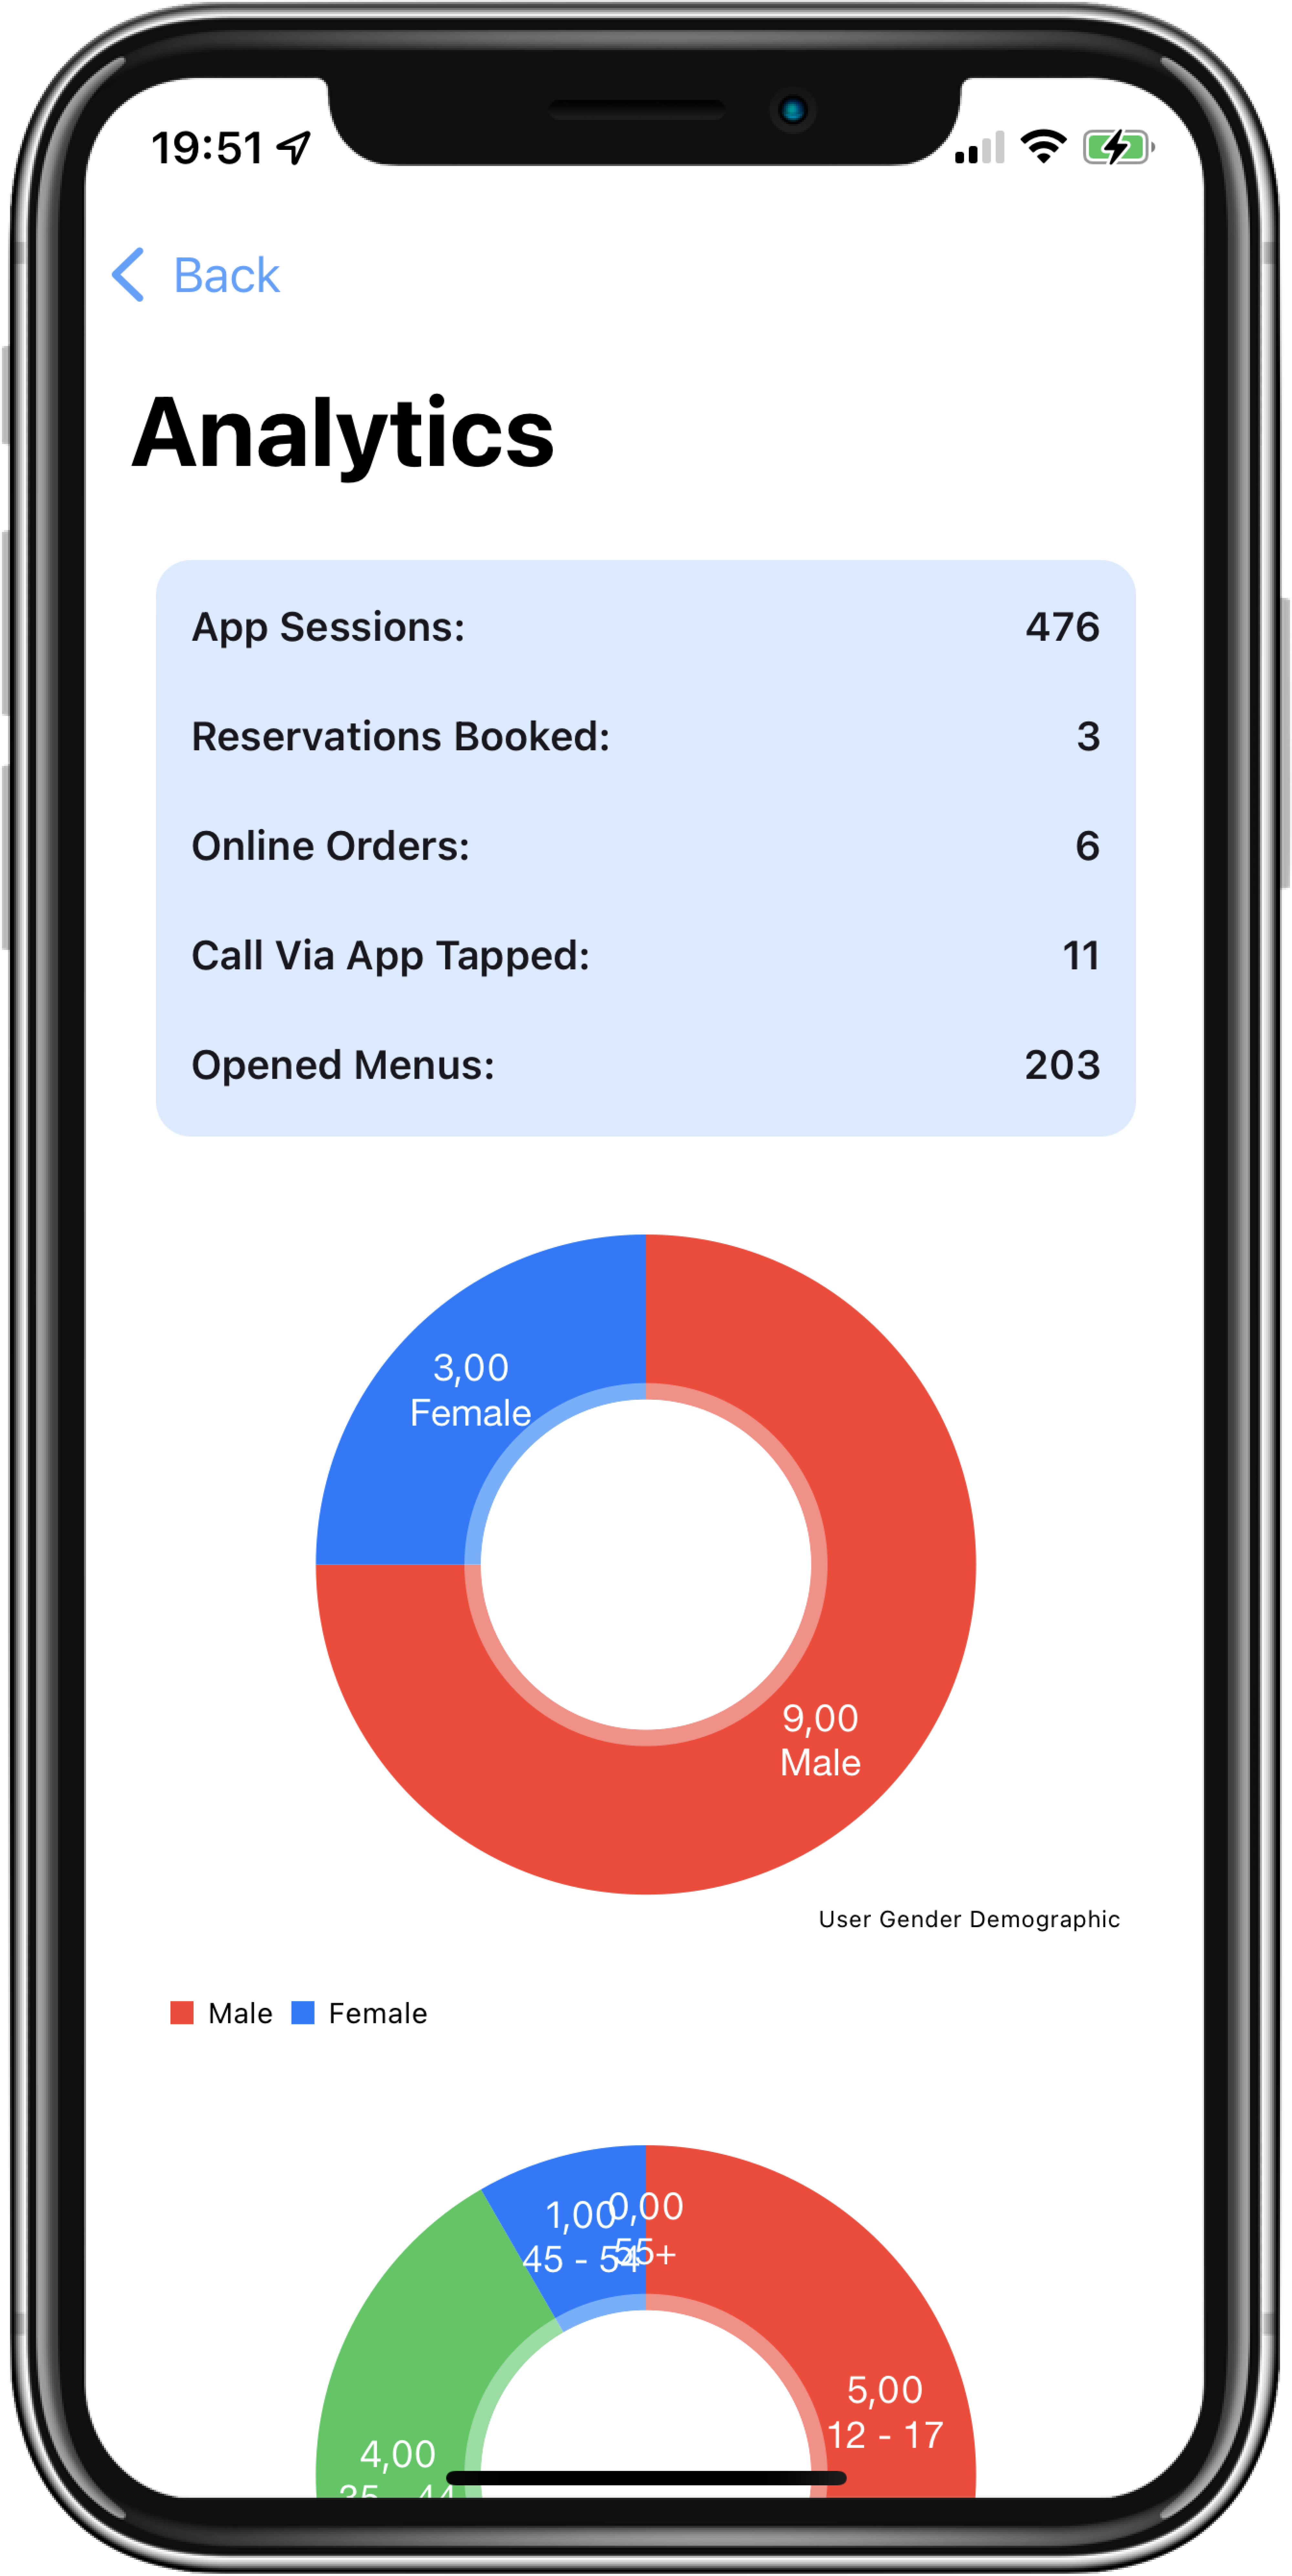 19:51
Back
Analytics
App Sessions: 476
Reservations Booked: 3
Online Orders: 6
Call Via App Tapped: 11
Opened Menus: 203
3,00
Female
9,00
Male
User Gender Demographic
Male Female
1,00 0,00
45 - 54 55+
5,00
12 - 17
4,00
35 - 44